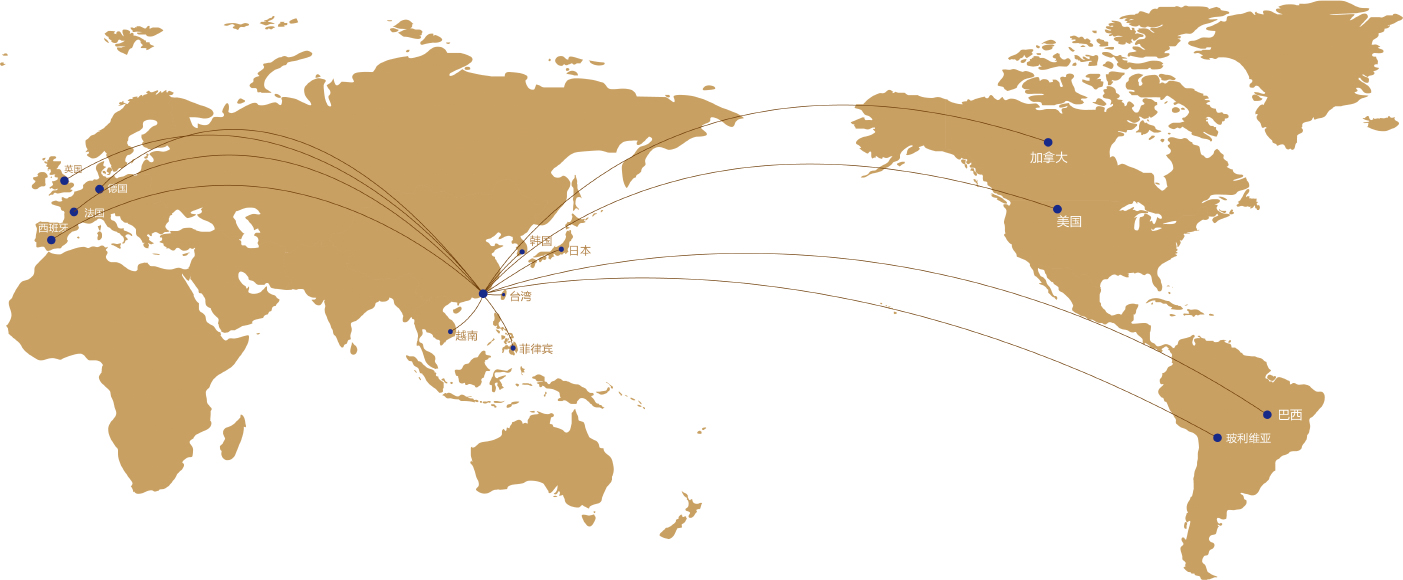 加拿大
英国
德国
法国
美国
西班牙
韩国
日本
台湾
越南
菲律宾
巴西
玻利维亚